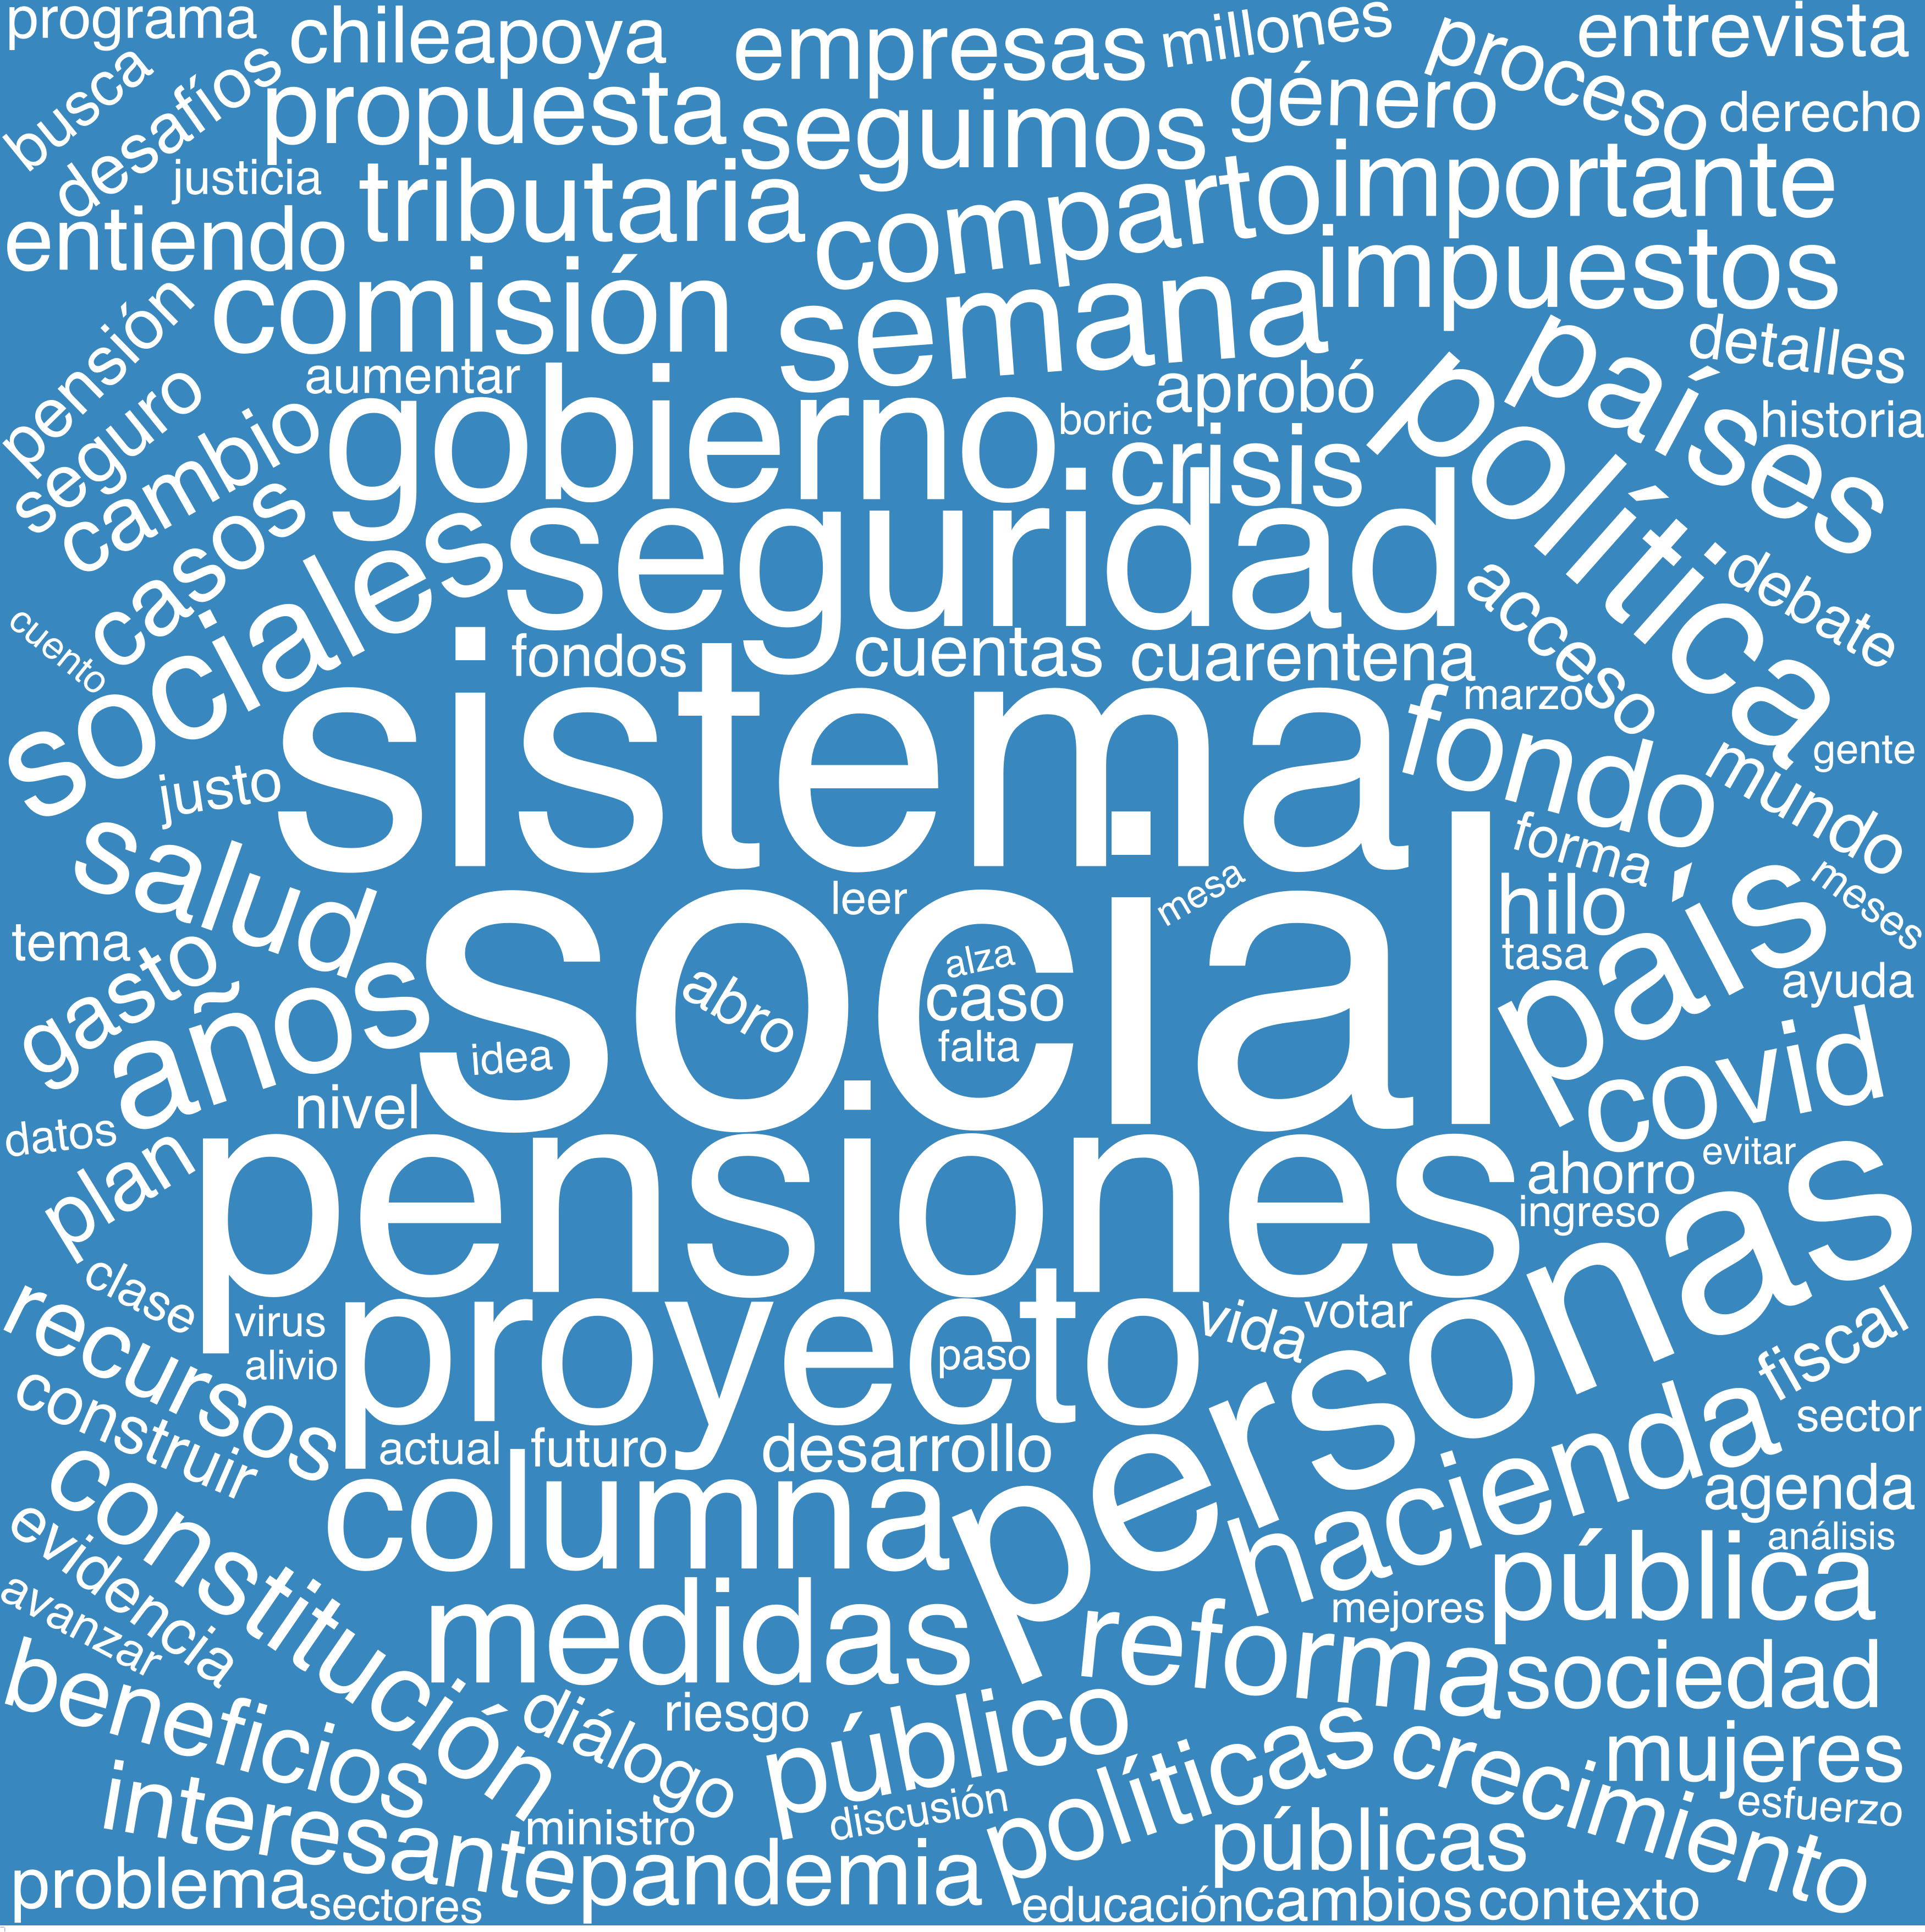 programa
chileapoya
empresas
millones
proceso
entrevista
busca
desafíos
propuesta
seguimos
género
derecho
justicia
tributaria
comparto
importante
entiendo
comisión
semana
impuestos
pensión
aumentar
aprobó
países
detalles
seguro
cambio
gobierno
boric
crisis
política
historia
casos
sociales
seguridad
acceso
debate
cuento
fondos
cuentas
cuarentena
marzo
gente
justo
sistema
fondo
mundo
salud
leer
mesa
hilo
forma
meses
tema
gasto
años
social
abro
alza
caso
falta
idea
tasa
país
ayuda
nivel
covid
datos
plan
pensiones
ahorro
evitar
ingreso
personas
clase
recursos
virus
alivio
proyecto
paso
vida
votar
fiscal
construir
actual
futuro
desarrollo
hacienda
sector
constitución
columna
agenda
evidencia
análisis
avanzar
medidas
reforma
mejores
pública
beneficios
diálogo
riesgo
público
sociedad
interesante
ministro
discusión
políticas
crecimiento
mujeres
esfuerzo
problema
sectores
pandemia
públicas
educación
cambios
contexto